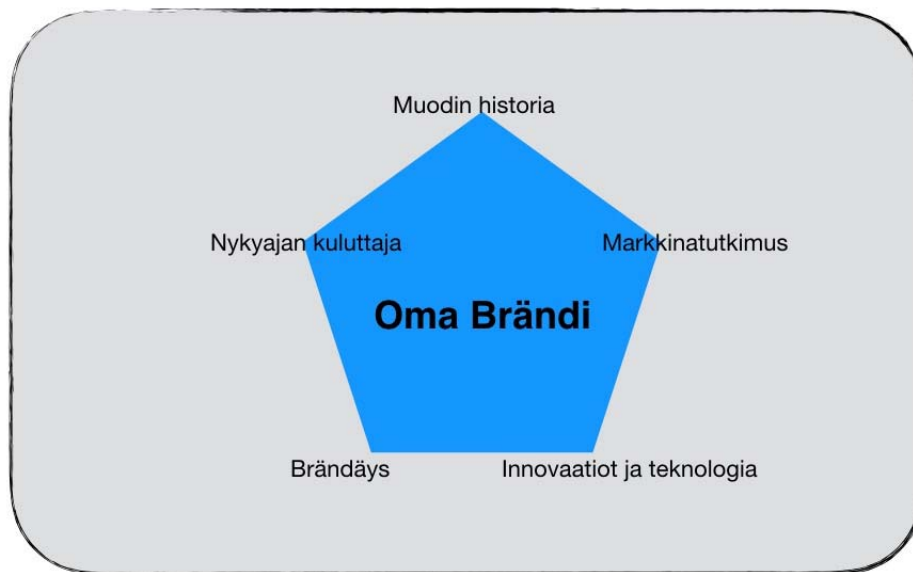 Muodin historia
Nykyajan kuluttaja
Markkinatutkimus
Oma Brändi
Brändäys
Innovaatiot ja teknologia